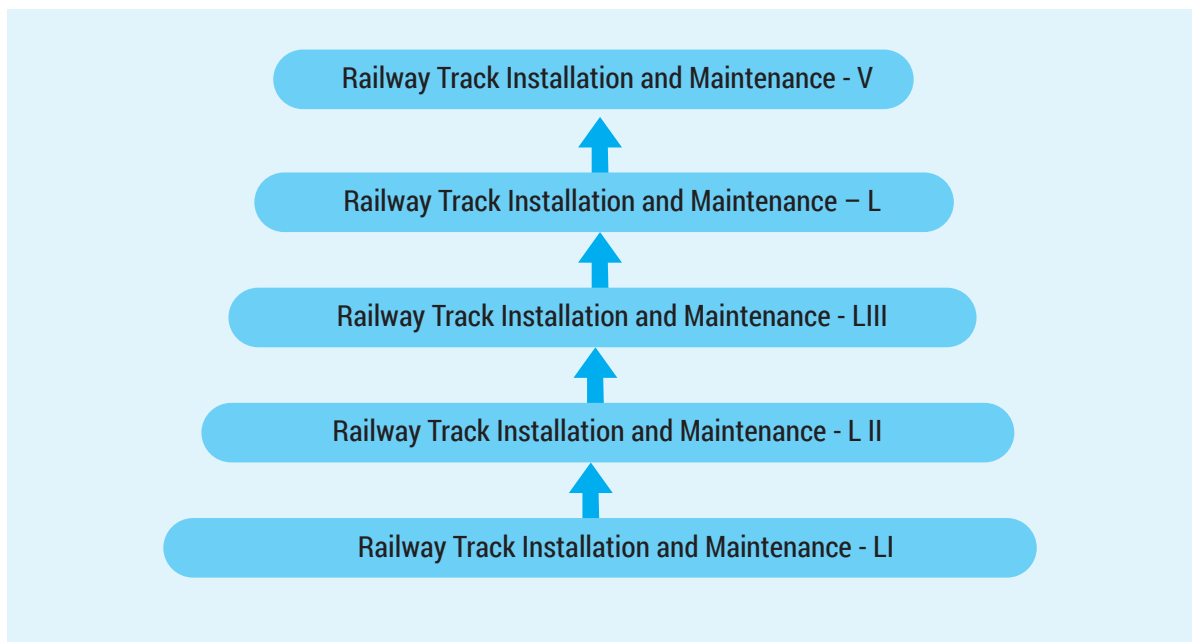 Railway Track Installation and Maintenance - V
Railway Track Installation and Maintenance – L
Railway Track Installation and Maintenance - LIII
Railway Track Installation and Maintenance - L II
Railway Track Installation and Maintenance - LI